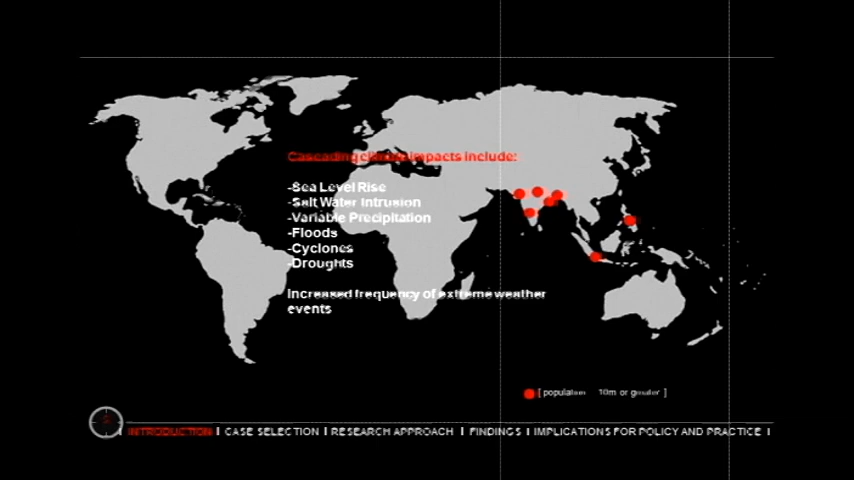 Cascading climate impacts include:
-Sea Level Rise
-Salt Water Intrusion
-Variable Precipitation
-Floods
-Cyclones
-Droughts
Increased frequency of extreme weather
events
[ population 10m or greater ]
INTRODUCTION | CASE SELECTION | RESEARCH APPROACH | FINDINGS | IMPLICATIONS FOR POLICY AND PRACTICE |